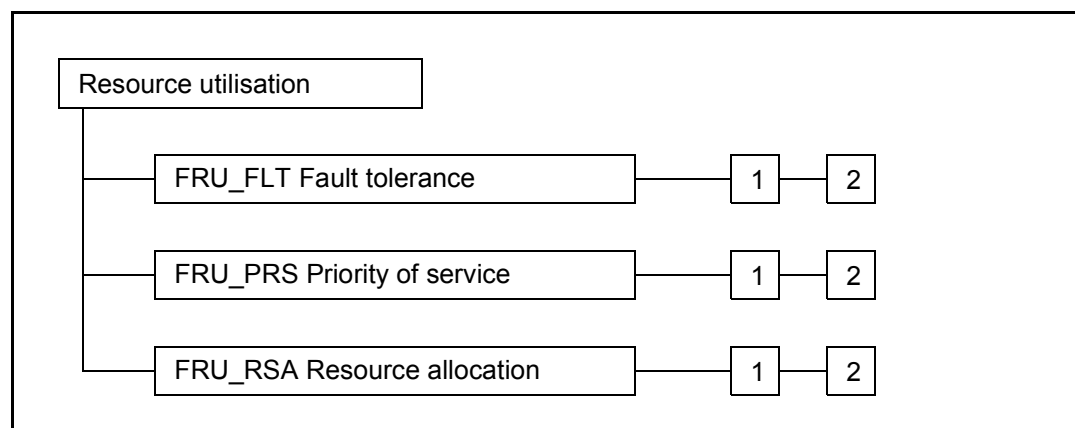 Resource utilisation
FRU_FLT Fault tolerance 1 2
FRU_PRS Priority of service 1 2
FRU_RSA Resource allocation 1 2